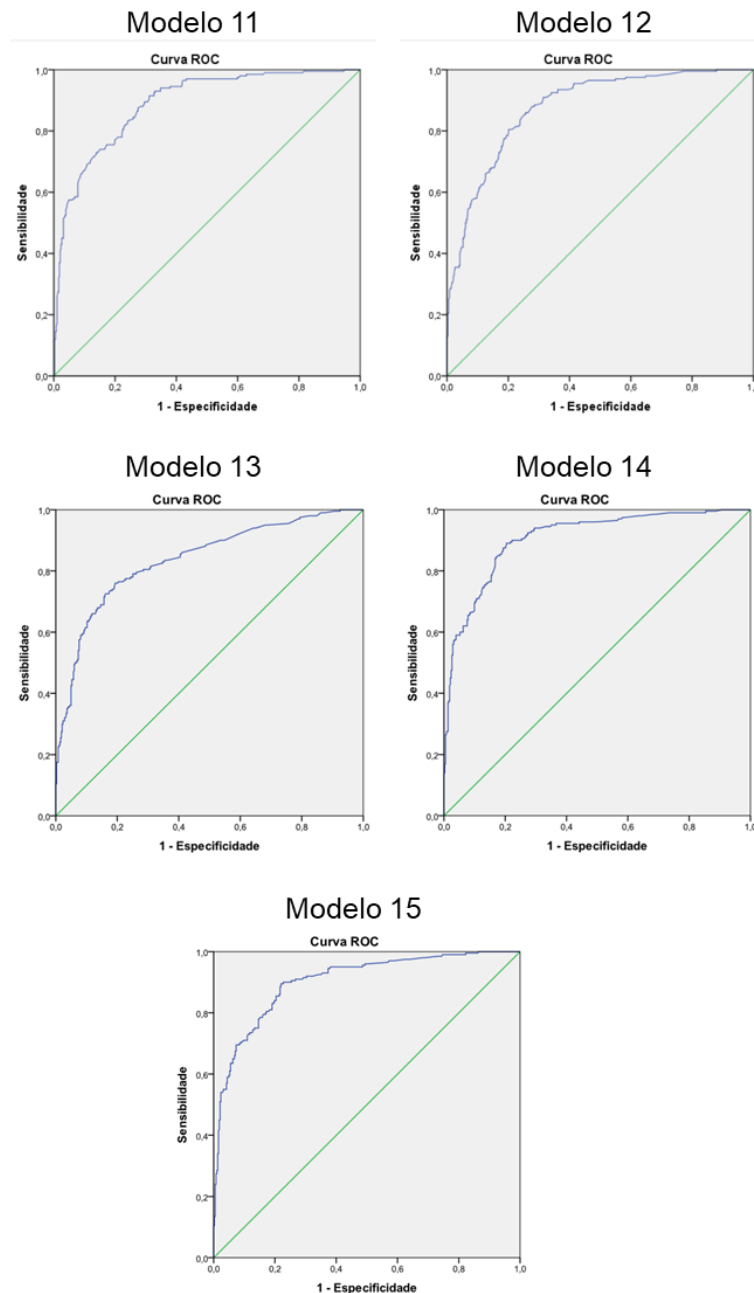 Modelo 11
Curva ROC
Sensibilidade
1,0
0,8
0,6
0,4
0,2
0,0
0,0 0,2 0,4 0,6 0,8 1,0
1 - Especificidade
Modelo 12
Curva ROC
Sensibilidade
1,0
0,8
0,6
0,4
0,2
0,0
0,0 0,2 0,4 0,6 0,8 1,0
1 - Especificidade
Modelo 13
Curva ROC
Sensibilidade
1,0
0,8
0,6
0,4
0,2
0,0
0,0 0,2 0,4 0,6 0,8 1,0
1 - Especificidade
Modelo 14
Curva ROC
Sensibilidade
1,0
0,8
0,6
0,4
0,2
0,0
0,0 0,2 0,4 0,6 0,8 1,0
1 - Especificidade
Modelo 15
Curva ROC
Sensibilidade
1,0
0,8
0,6
0,4
0,2
0,0
0,0 0,2 0,4 0,6 0,8 1,0
1 - Especificidade